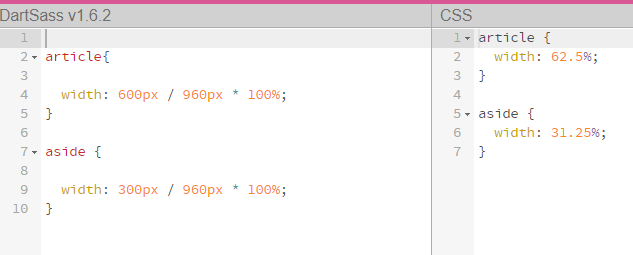 DartSass v1.6.2
1
2 article{
3
4 width: 600px / 960px * 100%;
5 }
6
7 aside {
8
9 width: 300px / 960px * 100%;
10 }
CSS
1 article {
2 width: 62.5%;
3 }
4
5 aside {
6 width: 31.25%;
7 }